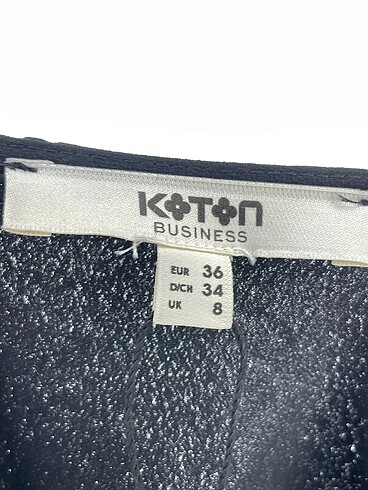 KOTON
BUSINESS
EUR 36
D/CH 34
UK 8